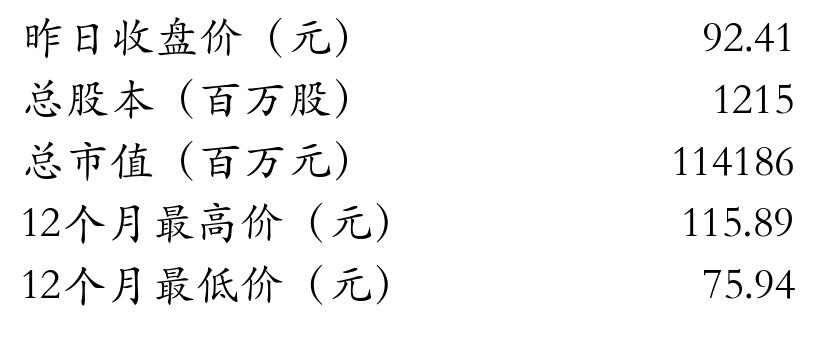 昨日收盘价（元） 92.41
总股本（百万股） 1215
总市值（百万元） 114186
12个月最高价（元） 115.89
12个月最低价（元） 75.94